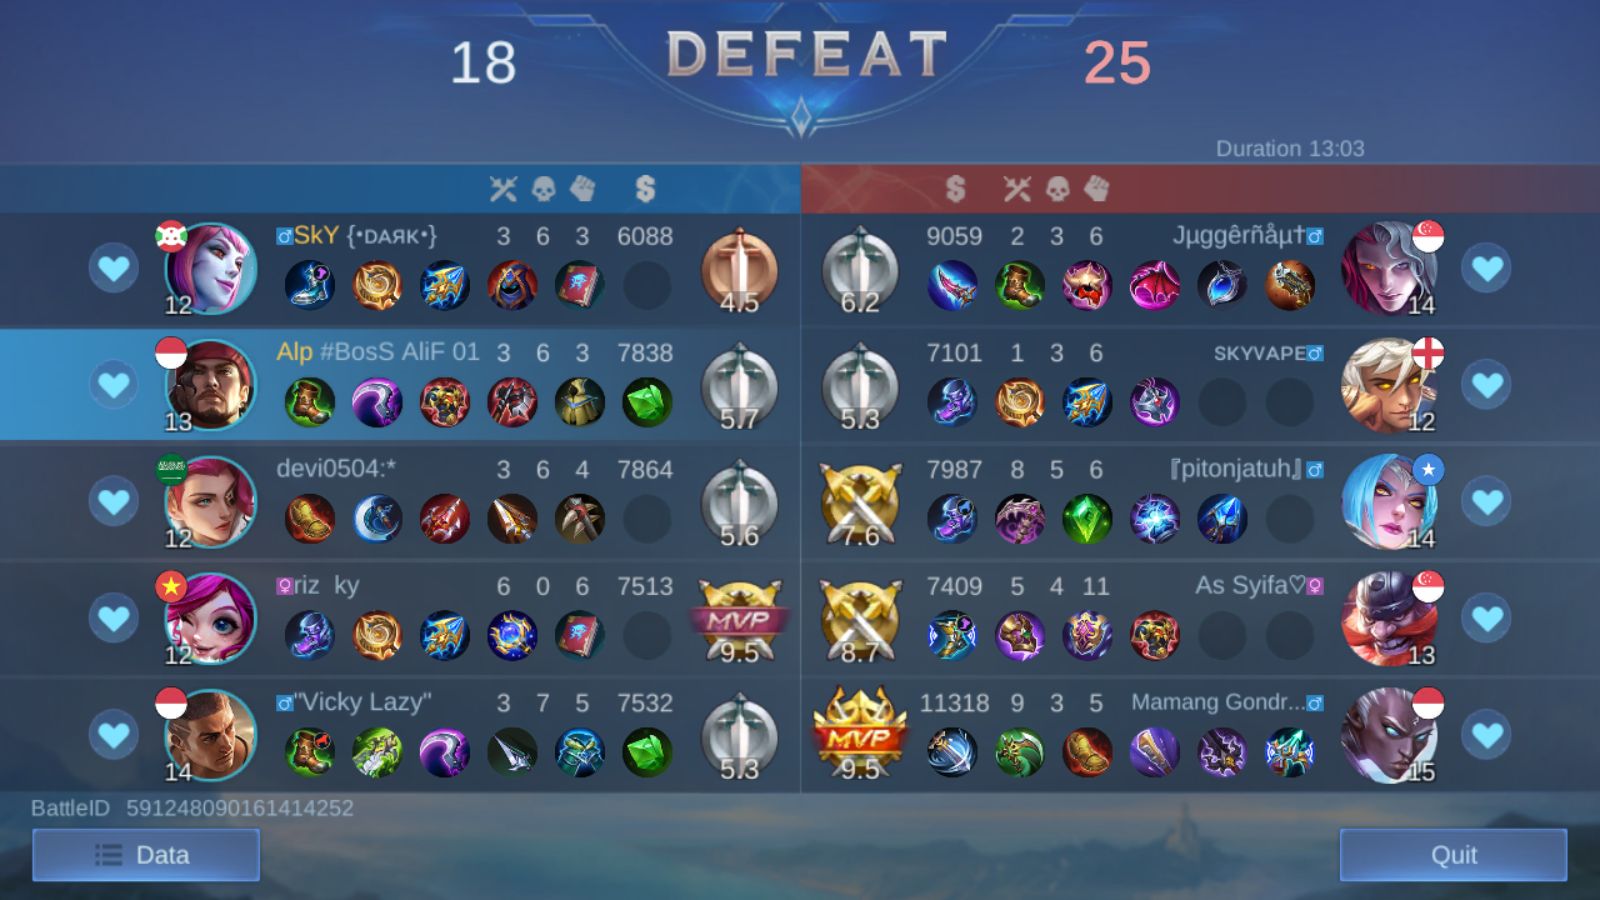 18 DEFEAT 25
Duration 13:03
SkY {•DAЯK•} 3 6 3 6088
12 4.5
6.2 9059 2 3 6 Jµggêrñåµ†
14
Alp #BosS AliF 01 3 6 3 7838
13 5.7
7101 1 3 6 SKYVAPE
5.3 12
devi0504:* 3 6 4 7864
12 5.6
7987 8 5 6 『pitonjatuh』
7.6 14
riz ky 6 0 6 7513
MVP
12 9.5
7409 5 4 11 As Syifa♡
8.7 13
"Vicky Lazy" 3 7 5 7532
14 5.3
11318 9 3 5 Mamang Gondr...
MVP
9.5 15
BattleID 591248090161414252
Data
Quit